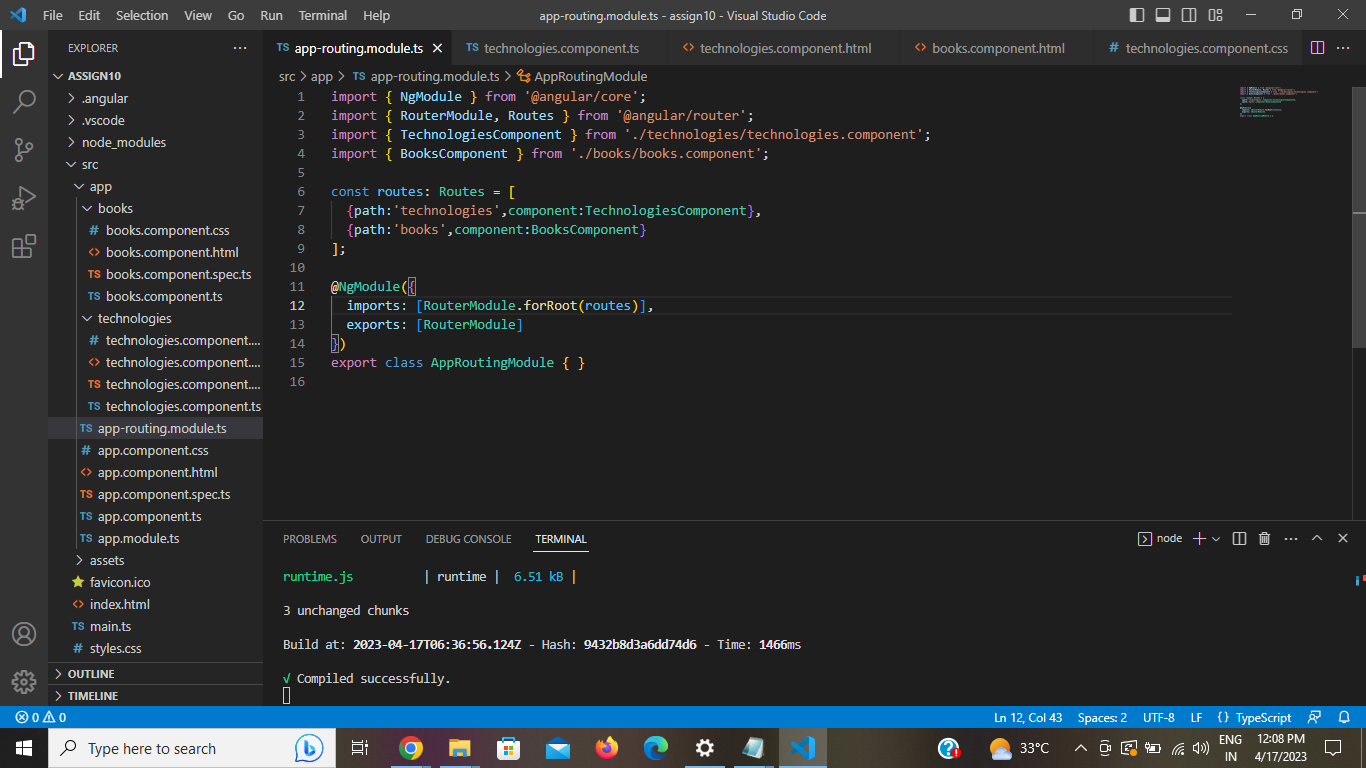 File Edit Selection View Go Run Terminal Help
app-routing.module.ts - assign10 - Visual Studio Code
EXPLORER
ASSIGN10
.angular
.vscode
node_modules
src
app
books
# books.component.css
<> books.component.html
TS books.component.spec.ts
TS books.component.ts
technologies
# technologies.component....
<> technologies.component....
TS technologies.component....
TS technologies.component.ts
TS app-routing.module.ts
# app.component.css
<> app.component.html
TS app.component.spec.ts
TS app.component.ts
TS app.module.ts
assets
favicon.ico
<> index.html
TS main.ts
# styles.css
OUTLINE
TIMELINE
TS app-routing.module.ts TS technologies.component.ts <> technologies.component.html <> books.component.html # technologies.component.css
src > app > TS app-routing.module.ts > AppRoutingModule
1 import { NgModule } from '@angular/core';
2 import { RouterModule, Routes } from '@angular/router';
3 import { TechnologiesComponent } from './technologies/technologies.component';
4 import { BooksComponent } from './books/books.component';
5
6 const routes: Routes = [
7 {path:'technologies',component:TechnologiesComponent},
8 {path:'books',component:BooksComponent}
9 ];
10
11 @NgModule({
12 imports: [RouterModule.forRoot(routes)],
13 exports: [RouterModule]
14 })
15 export class AppRoutingModule { }
16
PROBLEMS OUTPUT DEBUG CONSOLE TERMINAL
node
runtime.js | runtime | 6.51 kB |
3 unchanged chunks
Build at: 2023-04-17T06:36:56.124Z - Hash: 9432b8d3a6dd74d6 - Time: 1466ms
√ Compiled successfully.
0 0
Ln 12, Col 43 Spaces: 2 UTF-8 LF {} TypeScript
Type here to search
33°C
ENG
IN
12:08 PM
4/17/2023